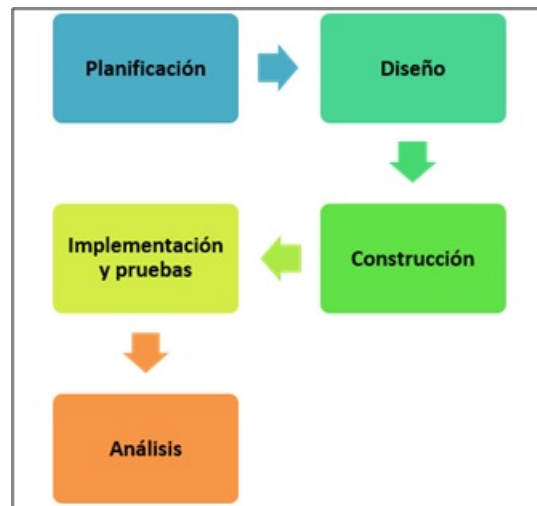 Planificación
Diseño
Implementación
y pruebas
Construcción
Análisis